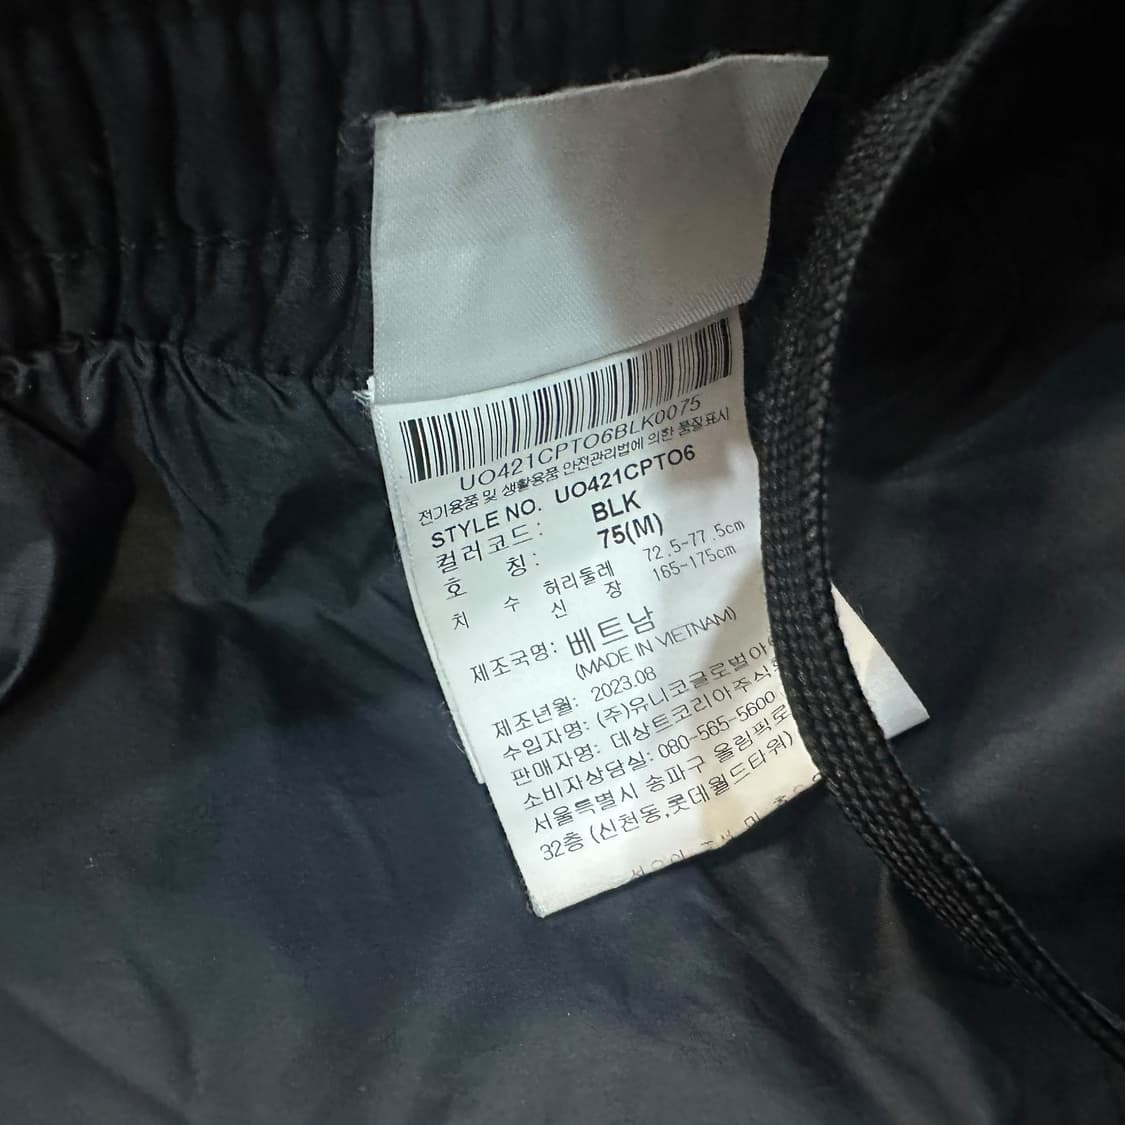 UO421CPTO6BLK0075
전기용품 및 생활용품 안전관리법에 의한 품질표시
STYLE NO. UO421CPTO6
컬러코드: BLK
호 칭: 75(M)
치 수 허리둘레 72.5-77.5cm
신 장 165-175cm
제조국명: 베트남
(MADE IN VIETNAM)
제조년월: 2023.08
수입자명: (주)유니코글로벌
판매자명: 데상트코리아주식
소비자상담실: 080-565-5600
서울특별시 송파구 올림픽로
32층 (신천동,롯데월드타워)